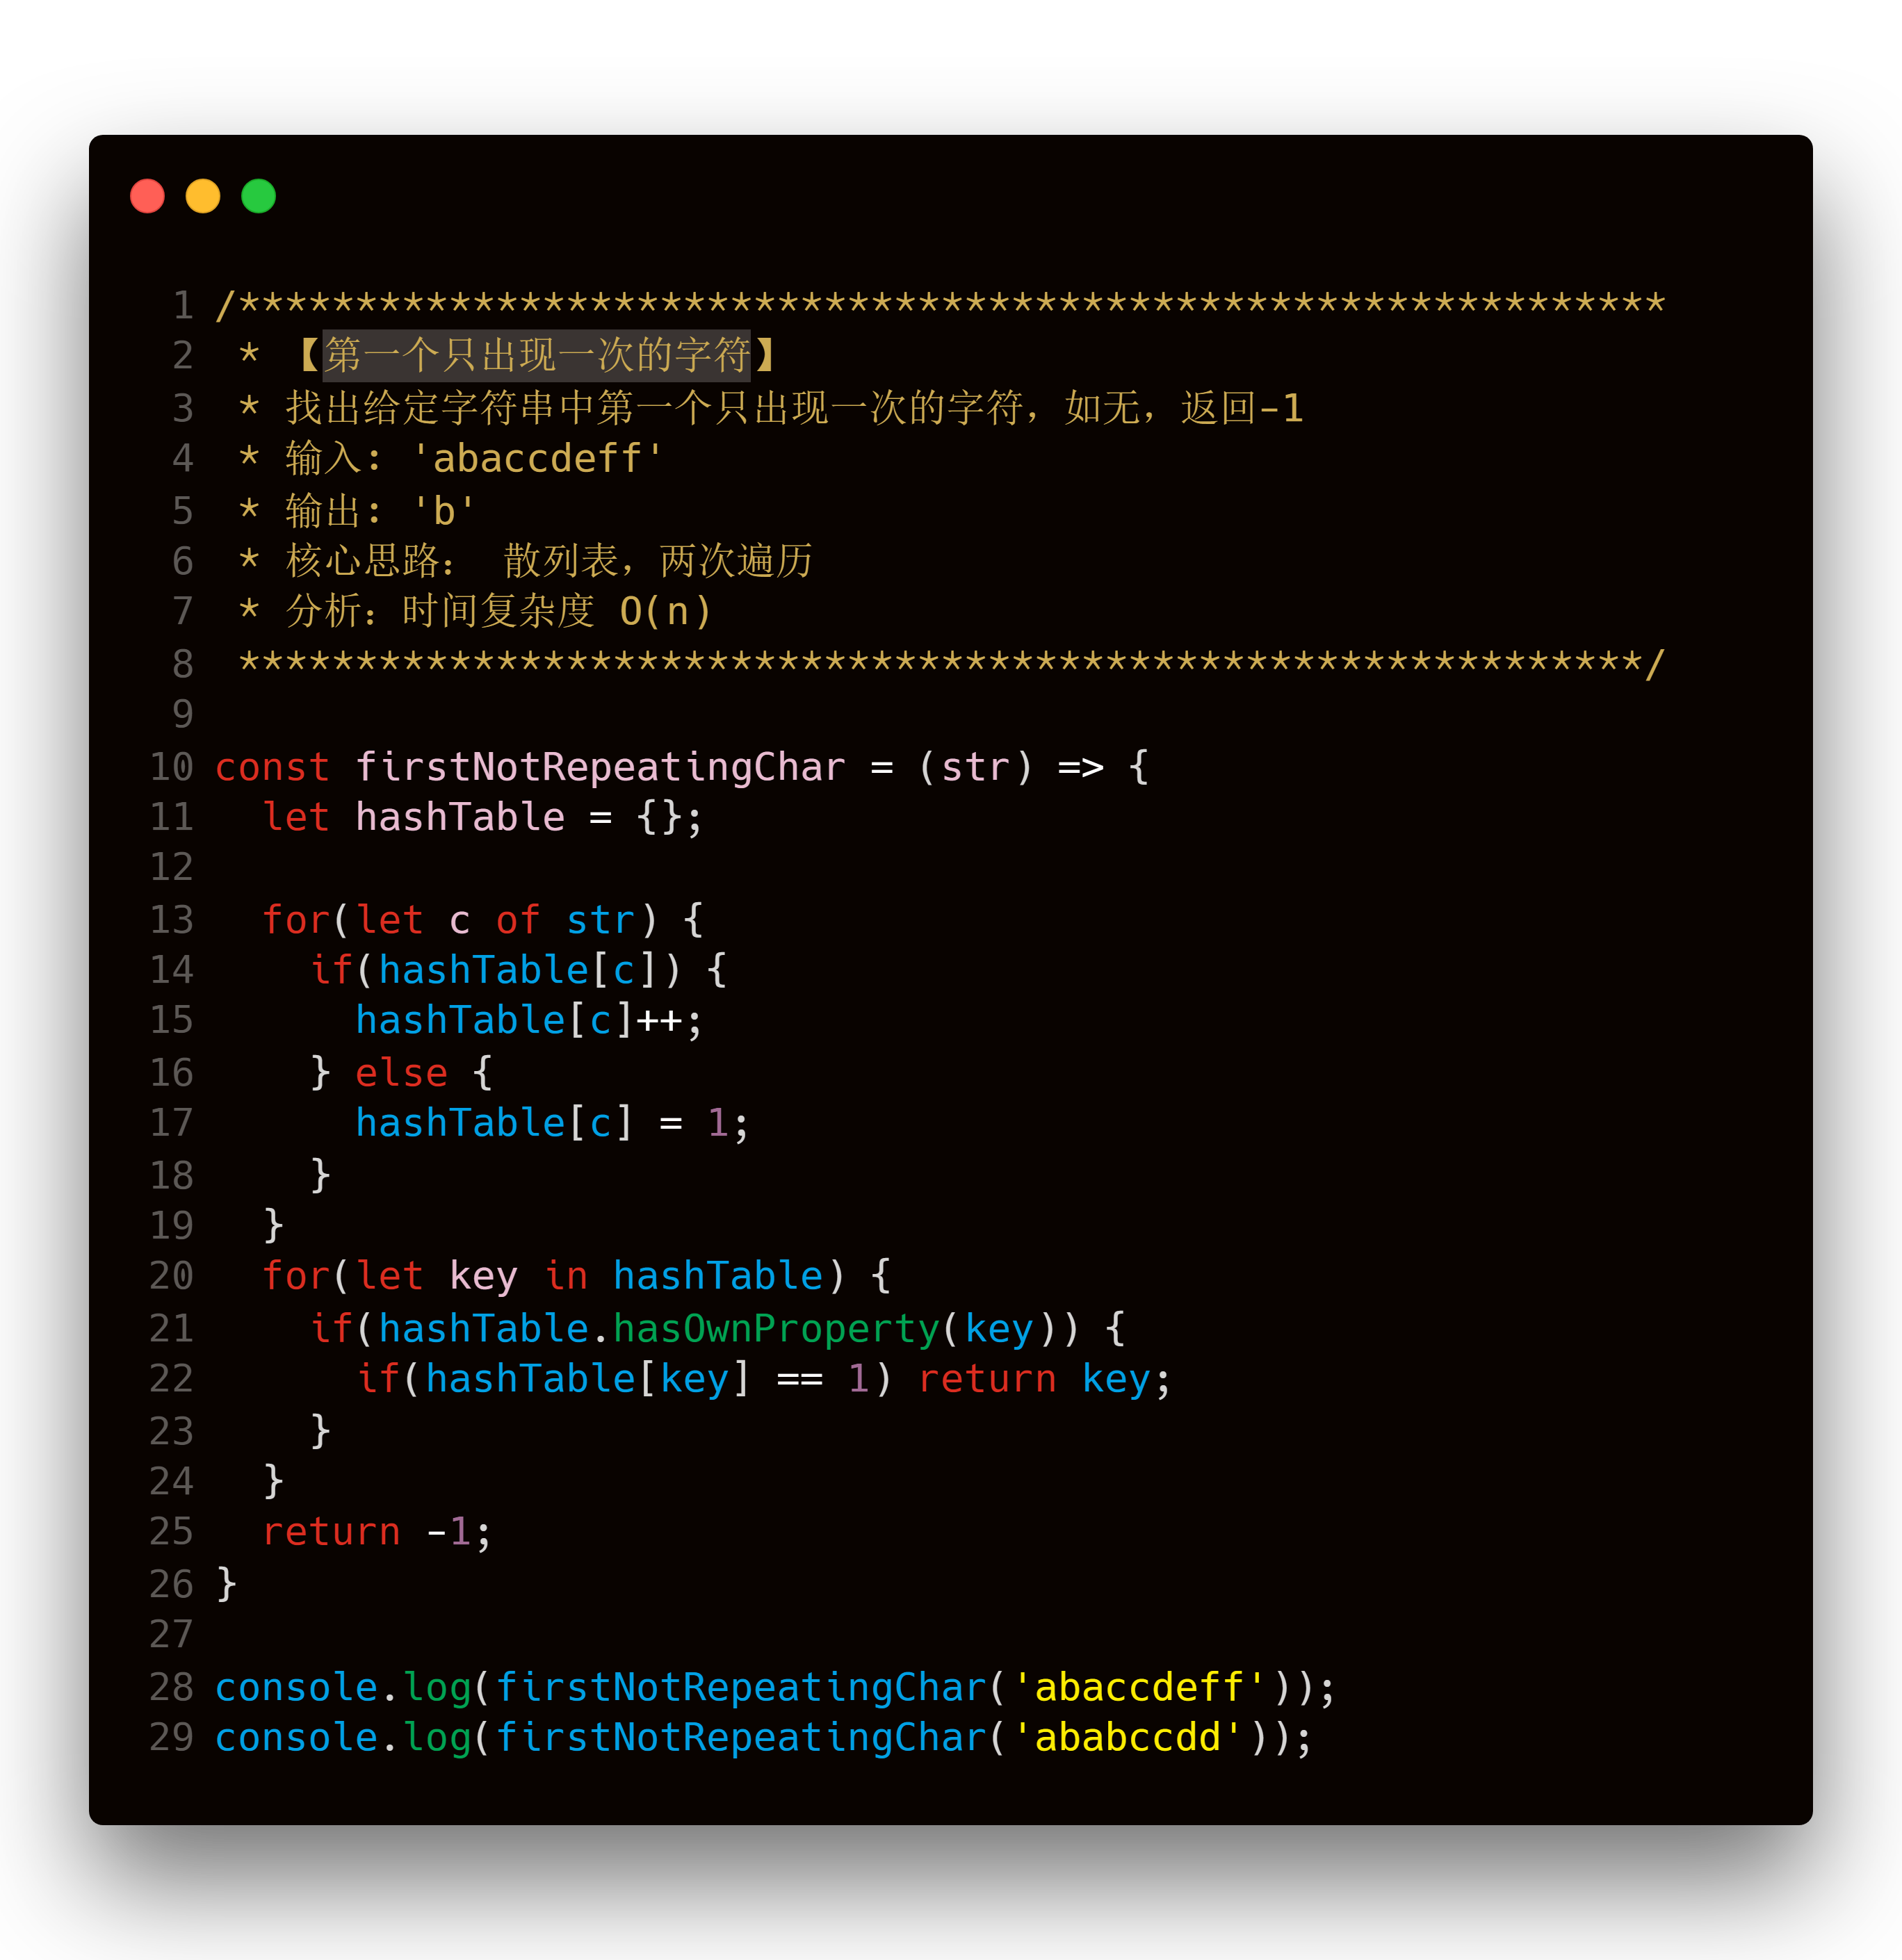 1 /*************************************************************
2  * 【第一个只出现一次的字符】
3  * 找出给定字符串中第一个只出现一次的字符，如无，返回-1
4  * 输入: 'abaccdeff'
5  * 输出: 'b'
6  * 核心思路： 散列表，两次遍历
7  * 分析：时间复杂度 O(n)
8  ************************************************************/
9
10 const firstNotRepeatingChar = (str) => {
11   let hashTable = {};
12
13   for(let c of str) {
14     if(hashTable[c]) {
15       hashTable[c]++;
16     } else {
17       hashTable[c] = 1;
18     }
19   }
20   for(let key in hashTable) {
21     if(hashTable.hasOwnProperty(key)) {
22       if(hashTable[key] == 1) return key;
23     }
24   }
25   return -1;
26 }
27
28 console.log(firstNotRepeatingChar('abaccdeff'));
29 console.log(firstNotRepeatingChar('ababccdd'));